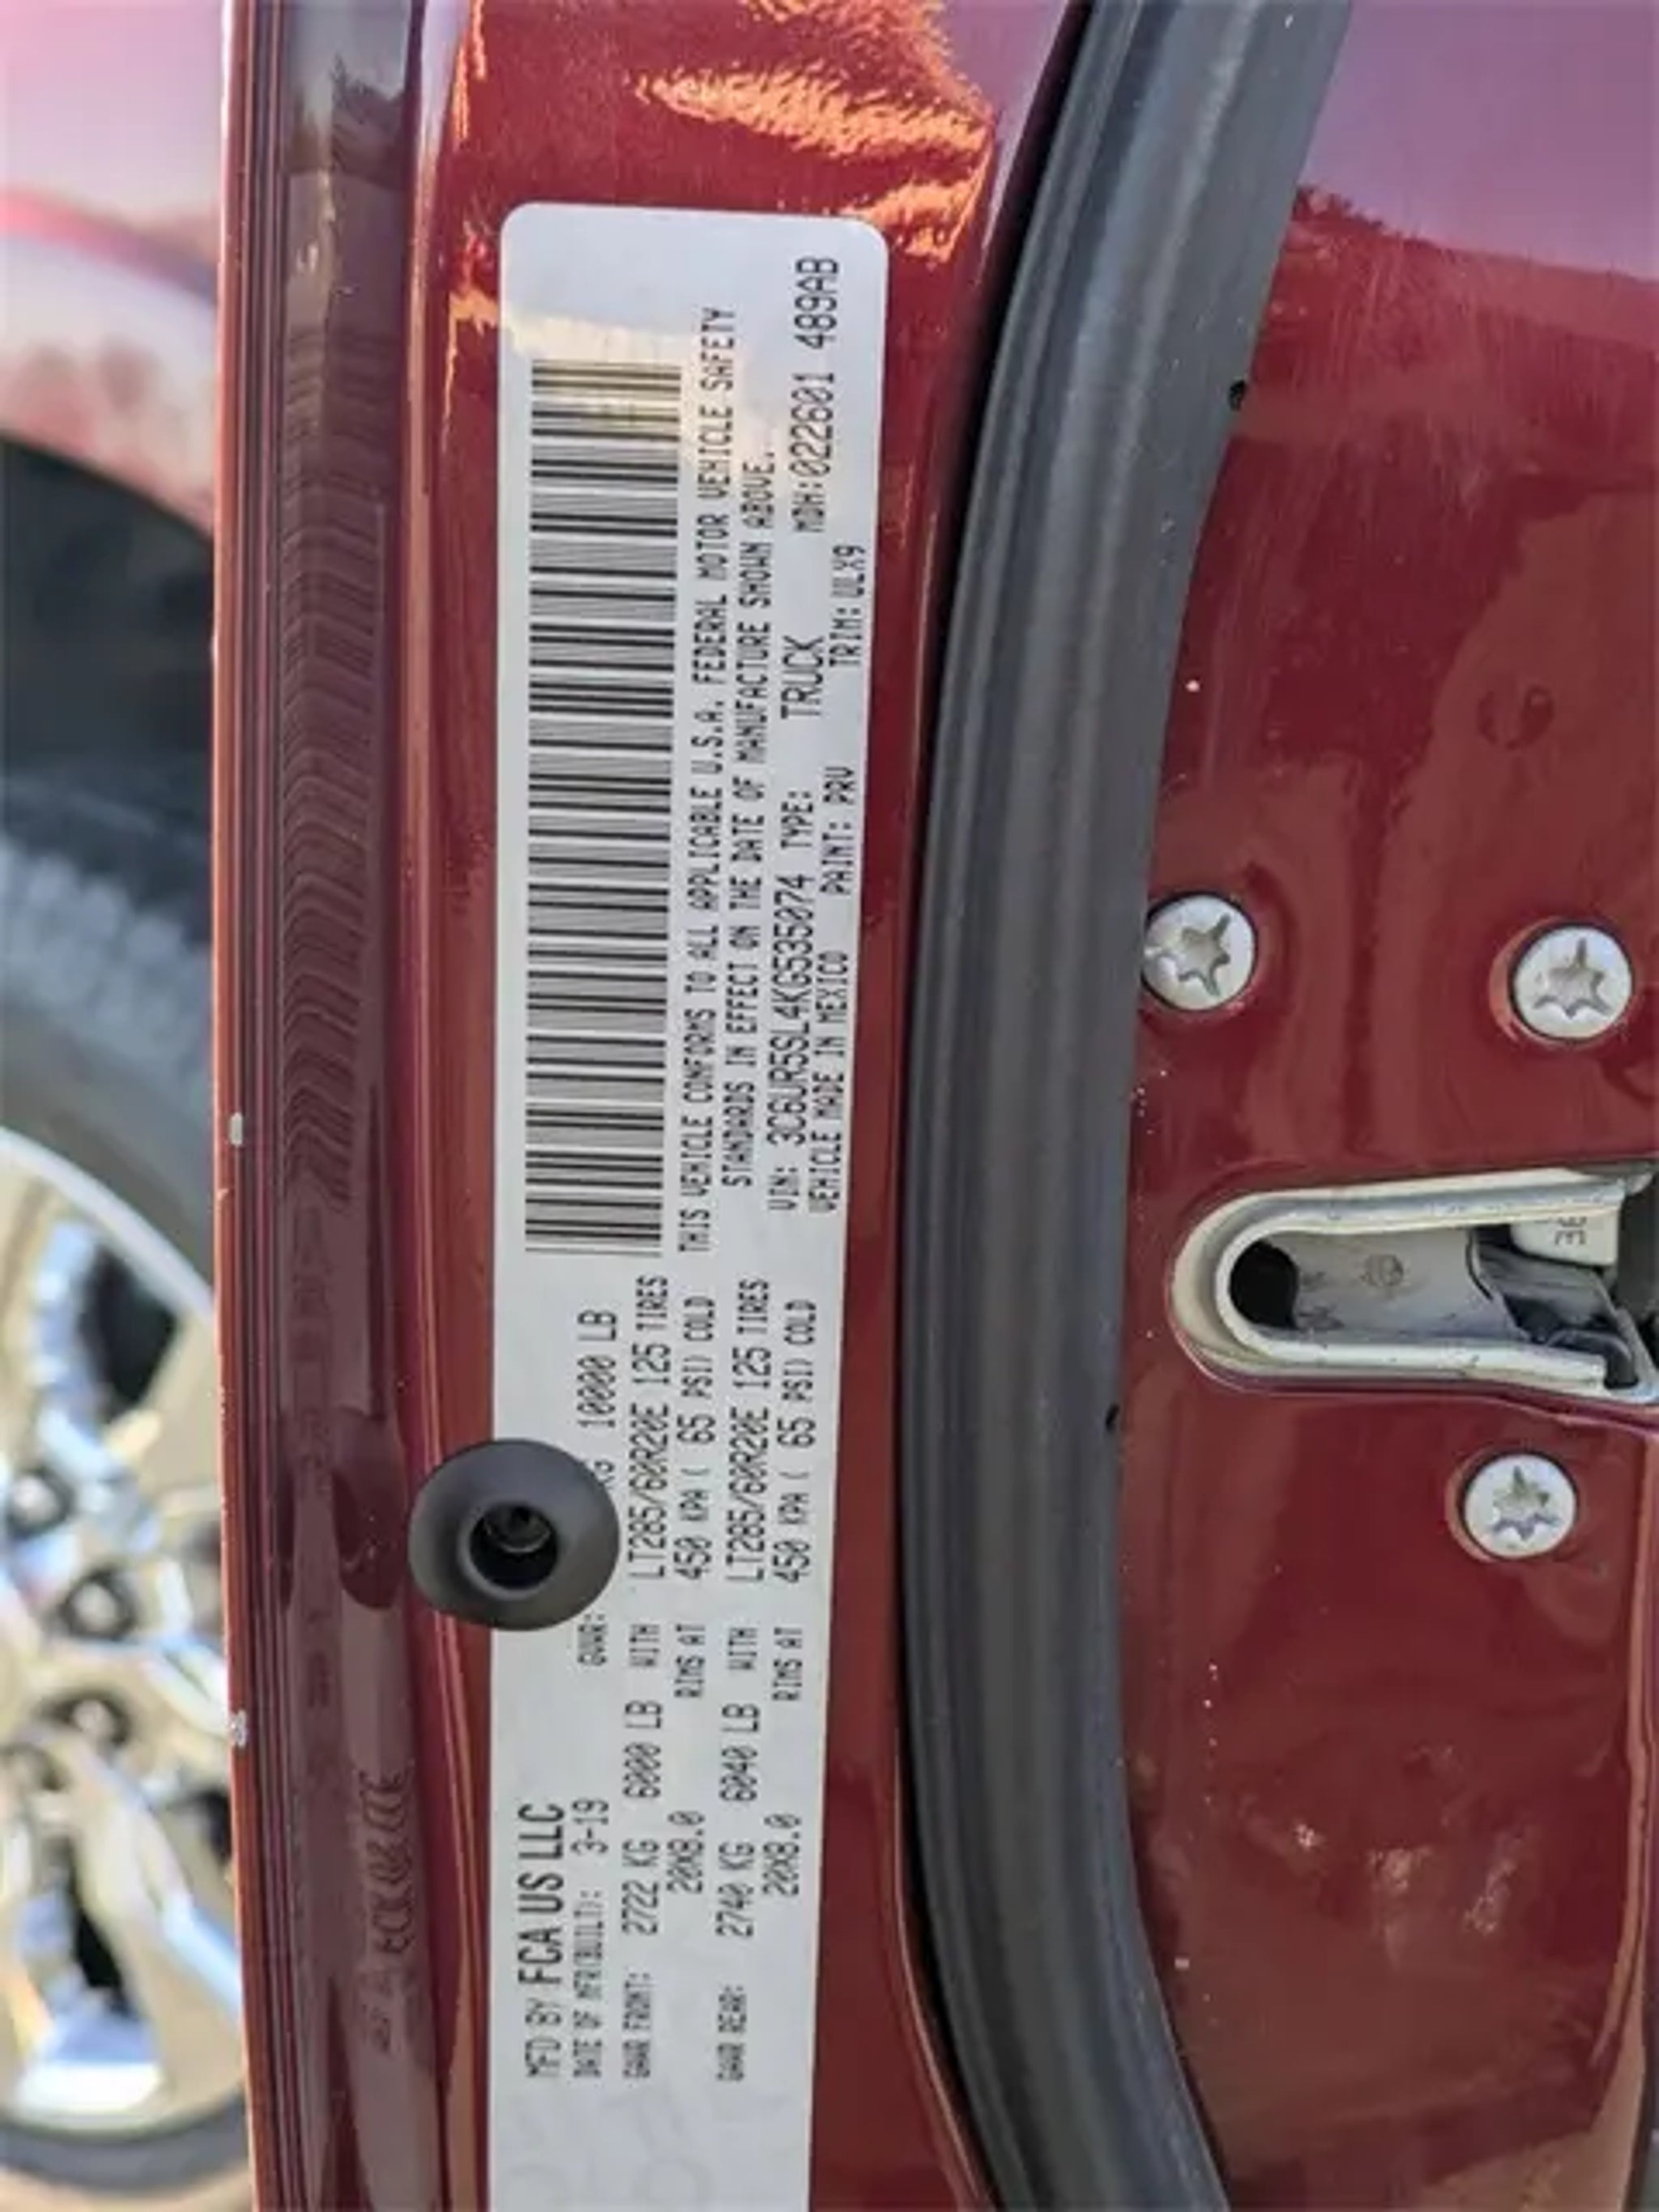 MFD BY FCA US LLC
DATE OF MFR(BUILT): 3-19
GVWR: KG 10000 LB
GAWR FRONT: 2722 KG 6000 LB WITH LT285/60R20E 125 TIRES
20X8.0 RIMS AT 450 KPA ( 65 PSI) COLD
GAWR REAR: 2740 KG 6040 LB WITH LT285/60R20E 125 TIRES
20X8.0 RIMS AT 450 KPA ( 65 PSI) COLD
THIS VEHICLE CONFORMS TO ALL APPLICABLE U.S.A. FEDERAL MOTOR VEHICLE SAFETY
STANDARDS IN EFFECT ON THE DATE OF MANUFACTURE SHOWN ABOVE.
VIN: 3C6UR5SL4KG535074 TYPE: TRUCK MDH:022601 489AB
VEHICLE MADE IN MEXICO PAINT: PRV TRIM: ULX9